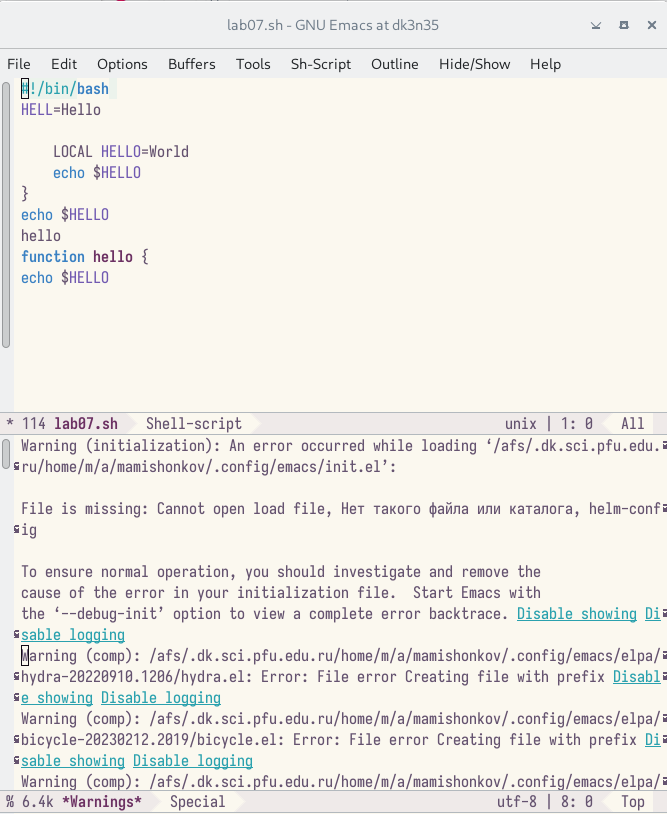 lab07.sh - GNU Emacs at dk3n35
File Edit Options Buffers Tools Sh-Script Outline Hide/Show Help
#!/bin/bash
HELL=Hello
LOCAL HELLO=World
echo $HELLO
}
echo $HELLO
hello
function hello {
echo $HELLO
* 114 lab07.sh Shell-script unix | 1: 0 All
Warning (initialization): An error occurred while loading ‘/afs/.dk.sci.pfu.edu.
ru/home/m/a/mamishonkov/.config/emacs/init.el’:
File is missing: Cannot open load file, Нет такого файла или каталога, helm-conf
ig
To ensure normal operation, you should investigate and remove the
cause of the error in your initialization file.  Start Emacs with
the ‘--debug-init’ option to view a complete error backtrace. Disable showing Di
sable logging
Warning (comp): /afs/.dk.sci.pfu.edu.ru/home/m/a/mamishonkov/.config/emacs/elpa/
hydra-20220910.1206/hydra.el: Error: File error Creating file with prefix Disabl
e showing Disable logging
Warning (comp): /afs/.dk.sci.pfu.edu.ru/home/m/a/mamishonkov/.config/emacs/elpa/
bicycle-20230212.2019/bicycle.el: Error: File error Creating file with prefix Di
sable showing Disable logging
Warning (comp): /afs/.dk.sci.pfu.edu.ru/home/m/a/mamishonkov/.config/emacs/elpa/
% 6.4k *Warnings* Special utf-8 | 8: 0 Top